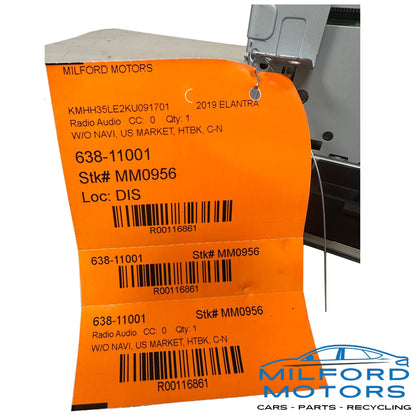 MILFORD MOTORS
KMHH35LE2KU091701 2019 ELANTRA
Radio Audio CC: 0 Qty: 1
W/O NAVI, US MARKET, HTBK, C-N
638-11001
Stk# MM0956
Loc: DIS
R00116861
638-11001 Stk# MM0956
R00116861
638-11001 Stk# MM0956
Radio Audio CC: 0 Qty: 1
W/O NAVI, US MARKET, HTBK, C-N
R00116861
MILFORD
MOTORS
CARS - PARTS - RECYCLING